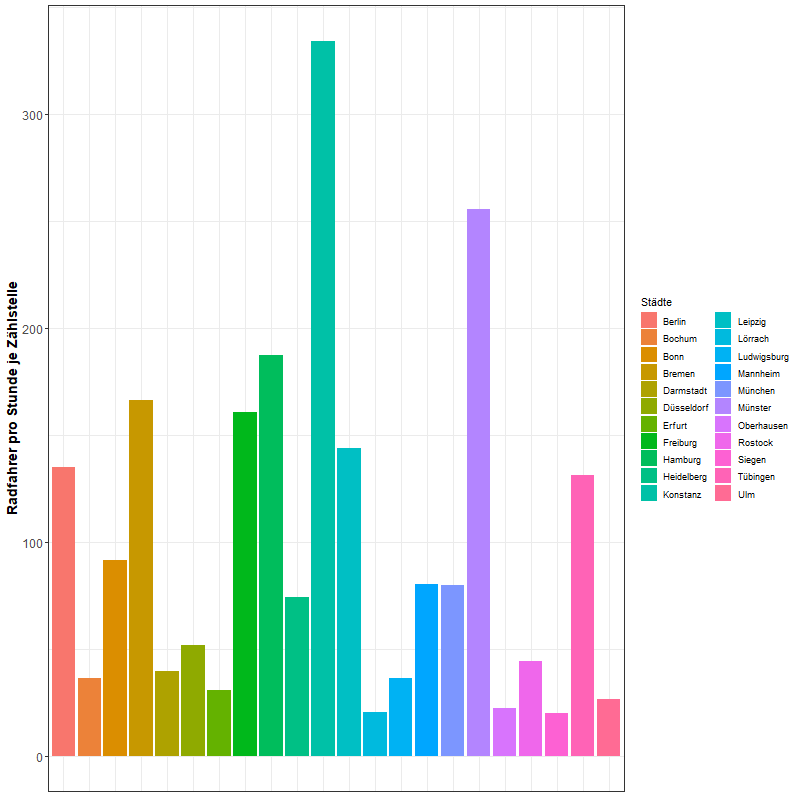 Radfahrer pro Stunde je Zählstelle
300
200
100
0
Städte
Berlin
Bochum
Bonn
Bremen
Darmstadt
Düsseldorf
Erfurt
Freiburg
Hamburg
Heidelberg
Konstanz
Leipzig
Lörrach
Ludwigsburg
Mannheim
München
Münster
Oberhausen
Rostock
Siegen
Tübingen
Ulm